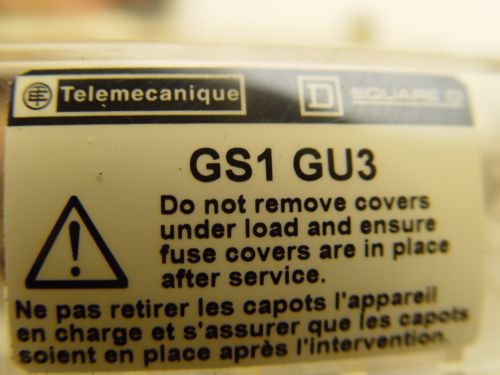 Telemecanique
D SQUARE D
GS1 GU3
Do not remove covers
under load and ensure
fuse covers are in place
after service.
Ne pas retirer les capots l'appareil
en charge et s'assurer que les capots
soient en place après l'intervention.